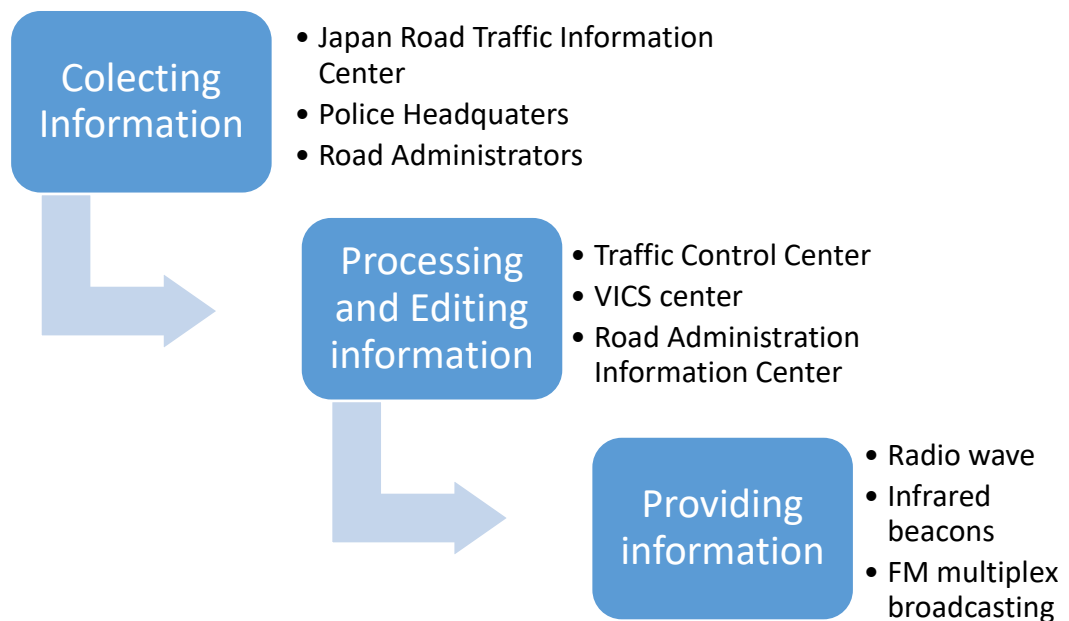 Colecting
Information
• Japan Road Traffic Information
Center
• Police Headquaters
• Road Administrators
Processing
and Editing
information
• Traffic Control Center
• VICS center
• Road Administration
Information Center
Providing
information
• Radio wave
• Infrared
beacons
• FM multiplex
broadcasting